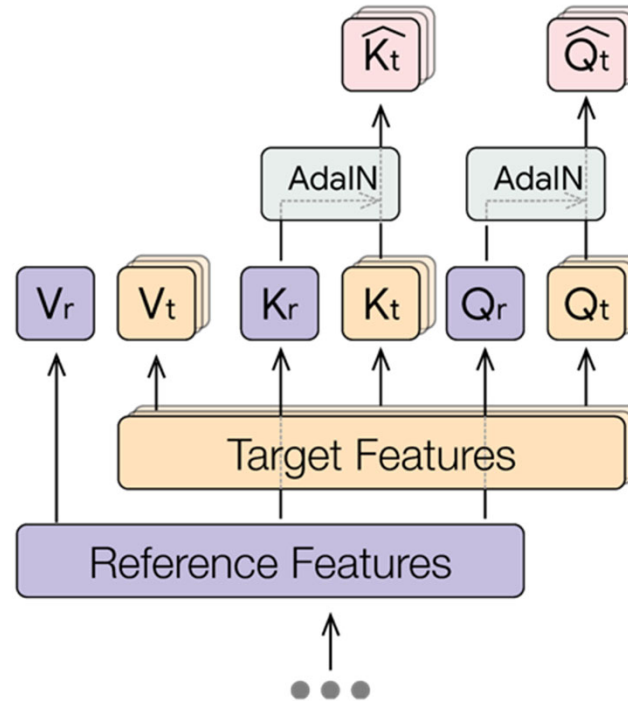 K̂t Q̂t
AdaIN AdaIN
Vr Vt Kr Kt Qr Qt
Target Features
Reference Features